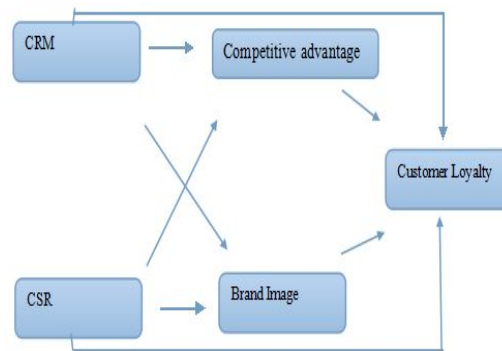 CRM
Competitive advantage
Customer Loyalty
CSR
Brand Image